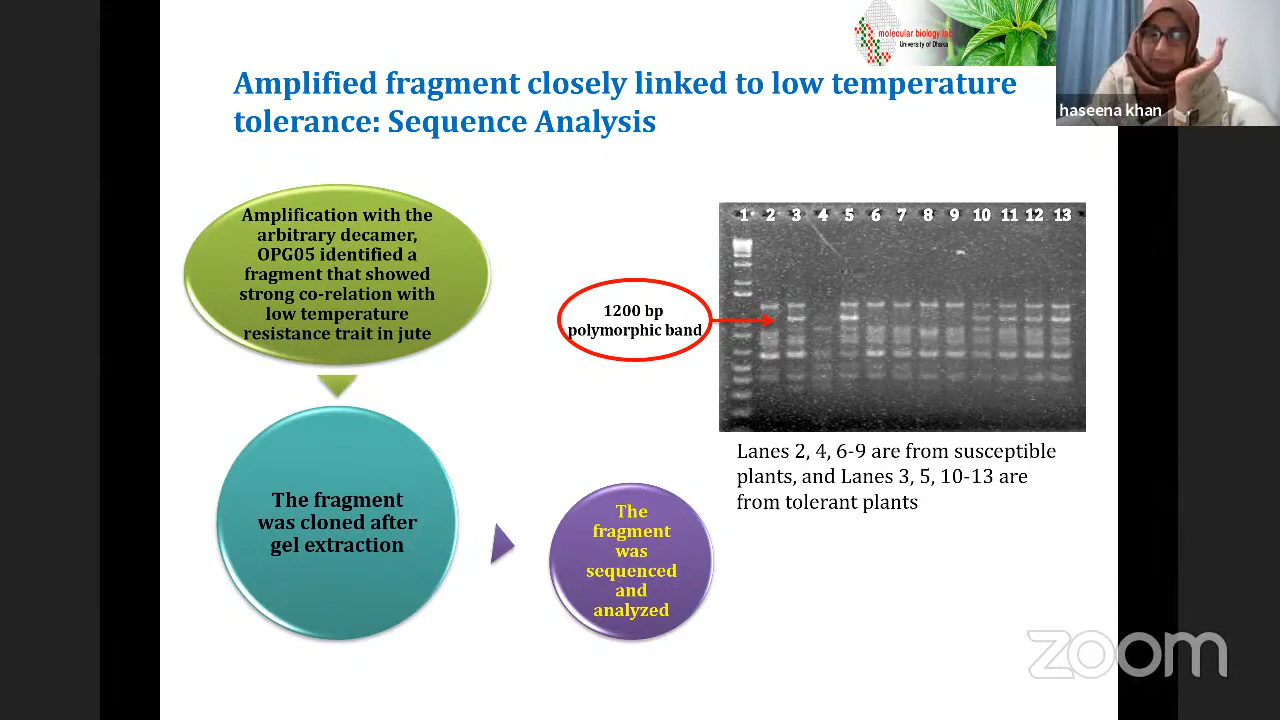 molecular biology lab
University of Dhaka
haseena khan
Amplified fragment closely linked to low temperature
tolerance: Sequence Analysis
Amplification with the
arbitrary decamer,
OPG05 identified a
fragment that showed
strong co-relation with
low temperature
resistance trait in jute
The fragment
was cloned after
gel extraction
The
fragment
was
sequenced
and
analyzed
1200 bp
polymorphic band
1 2 3 4 5 6 7 8 9 10 11 12 13
Lanes 2, 4, 6-9 are from susceptible
plants, and Lanes 3, 5, 10-13 are
from tolerant plants
zoom